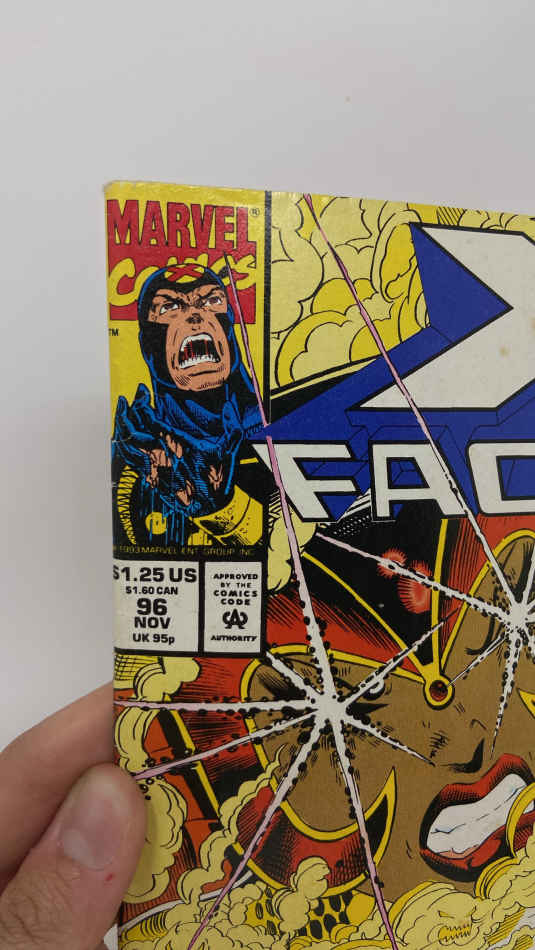 MARVEL®
COMICS
TM
© 1993 MARVEL ENT GROUP, INC.
$1.25 US
$1.60 CAN
96
NOV
UK 95p
APPROVED
BY THE
COMICS
CODE
CA
AUTHORITY
X
FAC